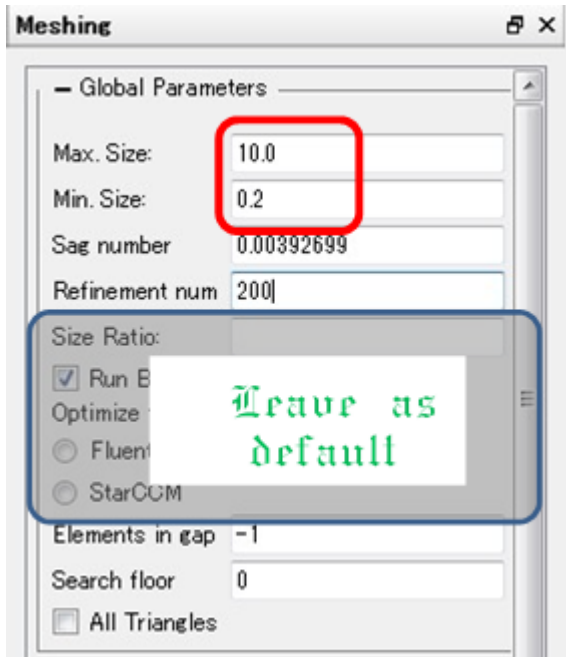 Meshing
Global Parameters
Max. Size: 10.0
Min. Size: 0.2
Sag number 0.00392699
Refinement num 200
Size Ratio:
Run B
Optimize
Leave as
default
Fluent
StarCCM
Elements in gap -1
Search floor 0
All Triangles